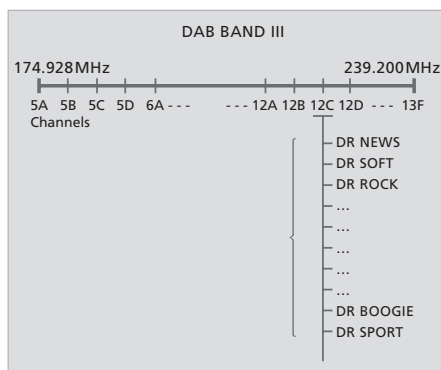 DAB BAND III
174.928MHz 239.200MHz
5A 5B 5C 5D 6A - - - - - - 12A 12B 12C 12D - - - 13F
Channels
DR NEWS
DR SOFT
DR ROCK
...
...
...
...
...
DR BOOGIE
DR SPORT